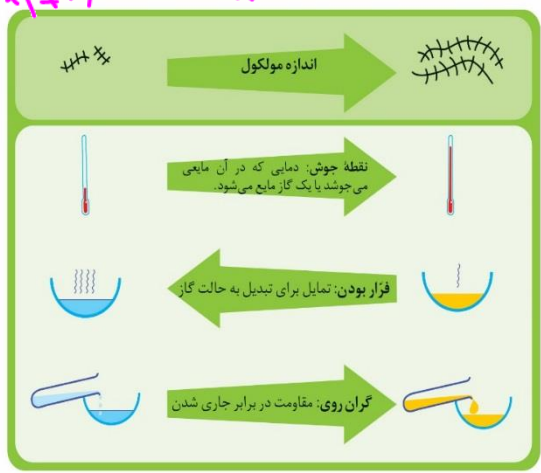 اندازه مولکول
نقطهٔ جوش: دمایی که در آن مایعی
می‌جوشد یا یک گاز مایع می‌شود.
فرّار بودن: تمایل برای تبدیل به حالت گاز
گران روی: مقاومت در برابر جاری شدن